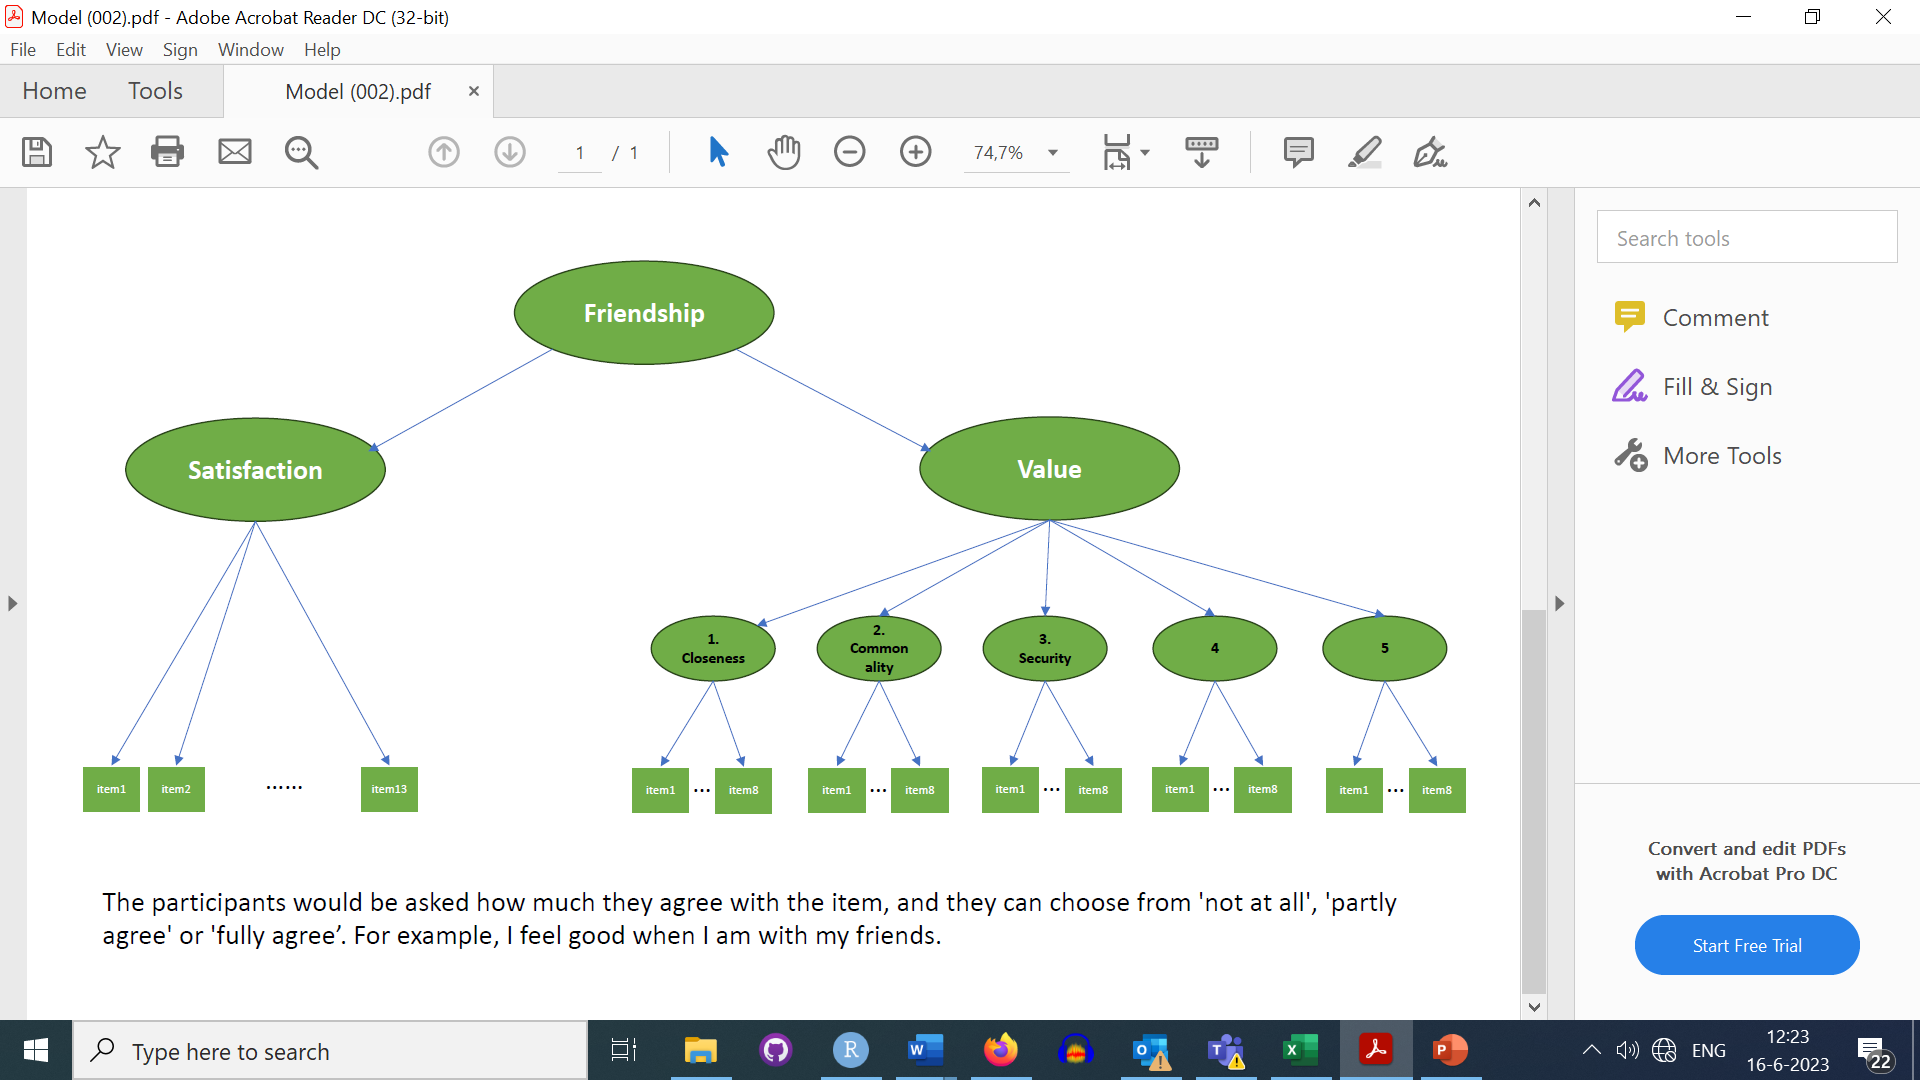 Model (002).pdf - Adobe Acrobat Reader DC (32-bit)
File Edit View Sign Window Help
Home Tools Model (002).pdf ×
1 / 1 74,7%
Search tools
Comment
Fill & Sign
More Tools
Friendship
Satisfaction
Value
1.
Closeness
2.
Common
ality
3.
Security
4
5
item1 item2 ...... item13
item1 ... item8 item1 ... item8 item1 ... item8 item1 ... item8 item1 ... item8
The participants would be asked how much they agree with the item, and they can choose from 'not at all', 'partly
agree' or 'fully agree’. For example, I feel good when I am with my friends.
Convert and edit PDFs
with Acrobat Pro DC
Start Free Trial
Type here to search
R W O T X P
ENG
12:23
16-6-2023
22